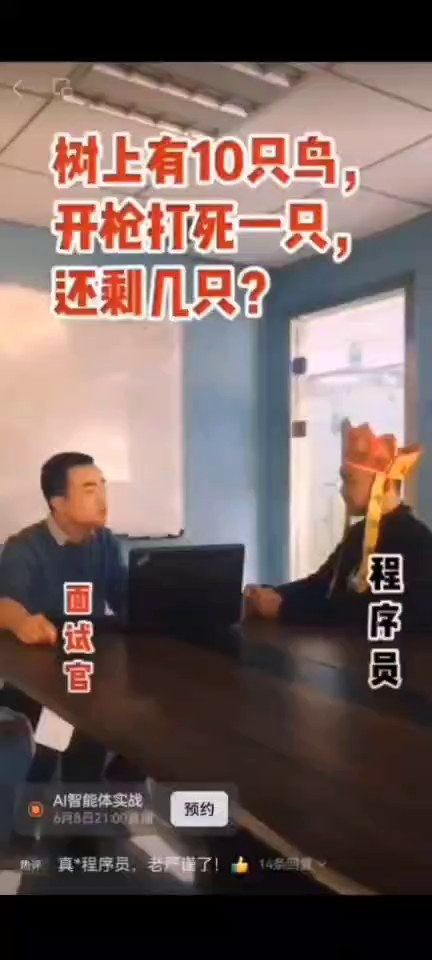 树上有10只鸟，
开枪打死一只，
还剩几只？
面试官
程序员
AI智能体实战
6月8日21:00直播
预约
热评
真*程序员，老严谨了！👍
14条回复